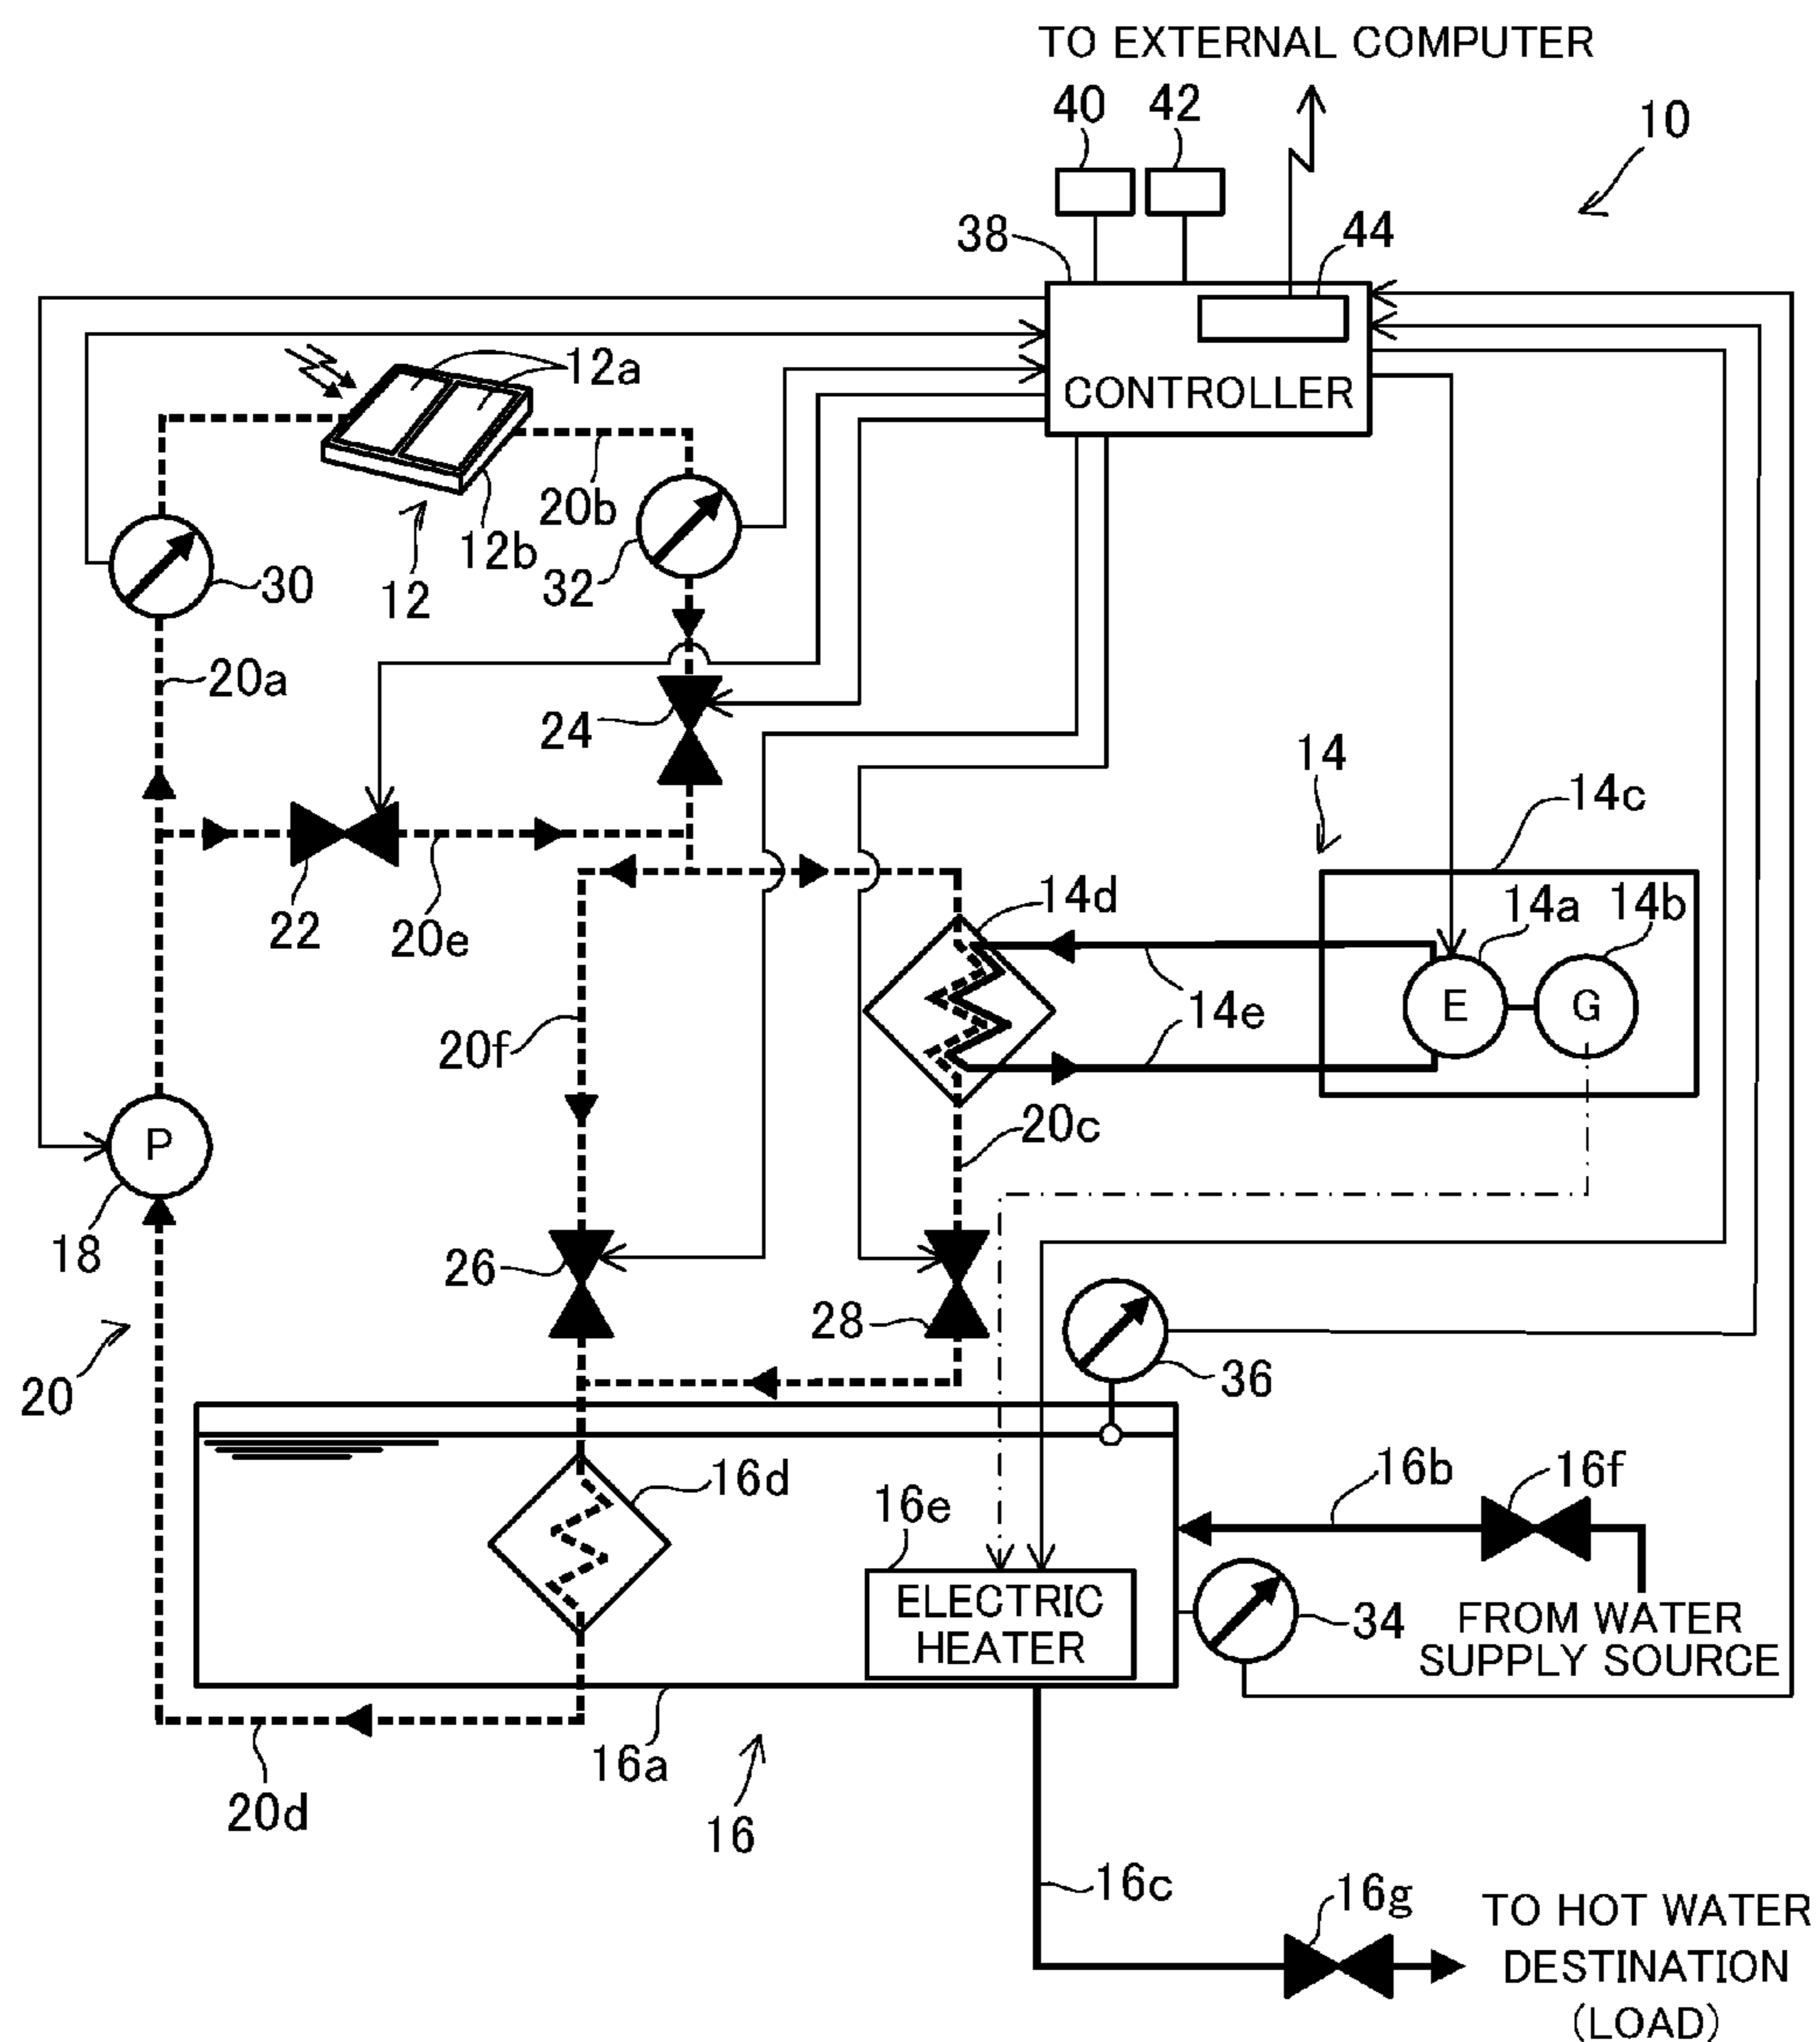 TO EXTERNAL COMPUTER
40
42
10
38
44
12a
CONTROLLER
20b
12b
30
12
32
20a
24
14
14c
22
20e
14d
14a
14b
E
G
20f
14e
20c
P
18
26
28
36
20
16d
16b
16f
16e
ELECTRIC
HEATER
34
FROM WATER
SUPPLY SOURCE
16a
20d
16
16c
16g
TO HOT WATER
DESTINATION
(LOAD)